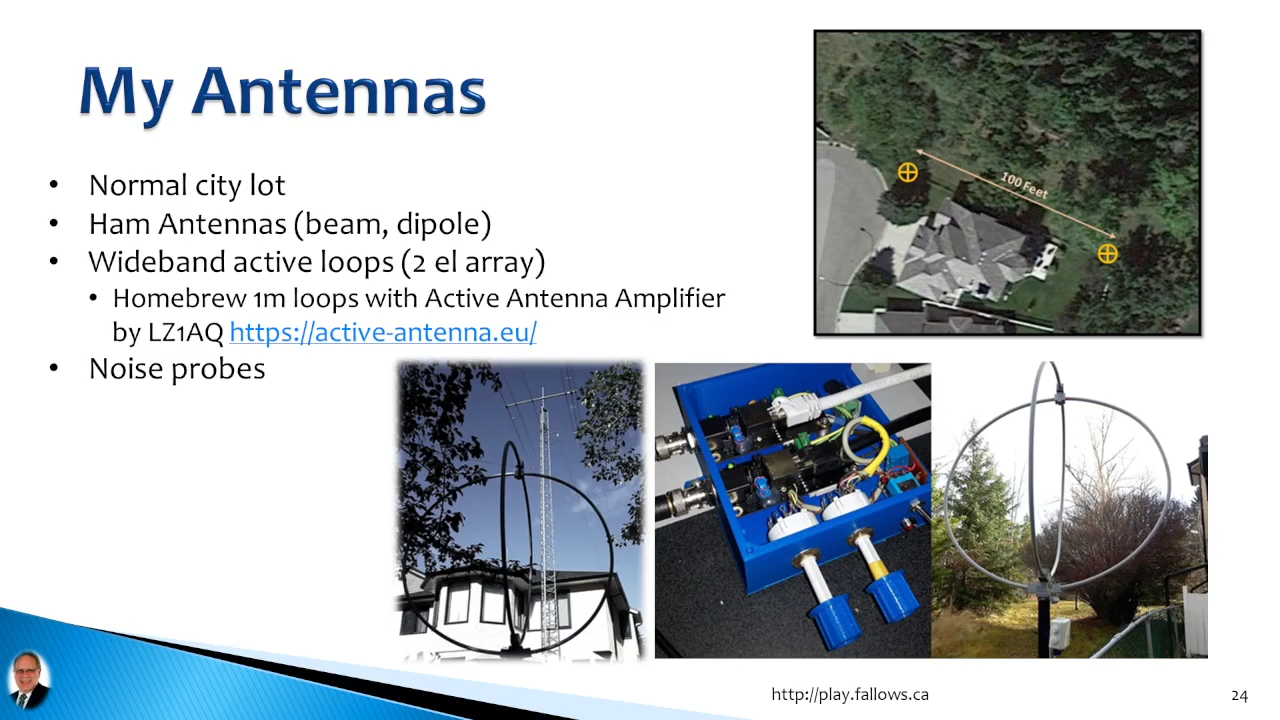 My Antennas
• Normal city lot
• Ham Antennas (beam, dipole)
• Wideband active loops (2 el array)
• Homebrew 1m loops with Active Antenna Amplifier
by LZ1AQ https://active-antenna.eu/
• Noise probes
100 Feet
http://play.fallows.ca
24